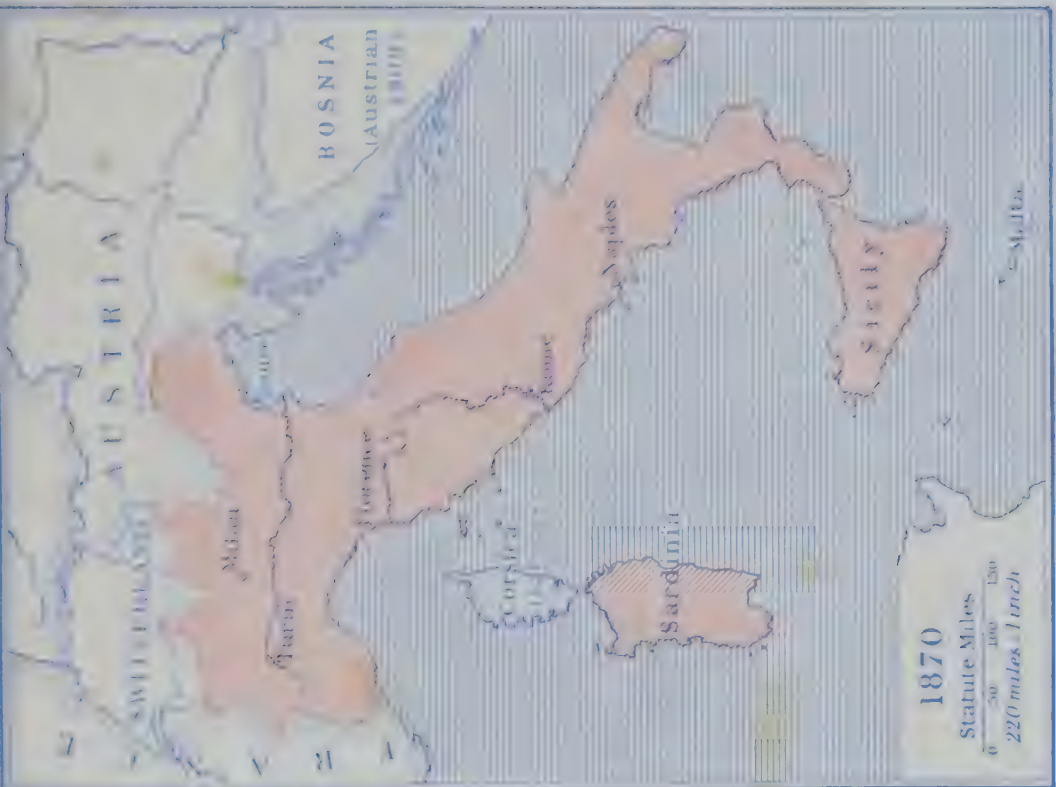 BOSNIA
(Austrian
AUSTRIA
SWITZERLAND
FRANCE
Milan
Turin
Florence
Rome
Naples
Corsica
Sardinia
Sicily
Malta
1870
Statute Miles
0 50 100 150
220 miles = 1 inch